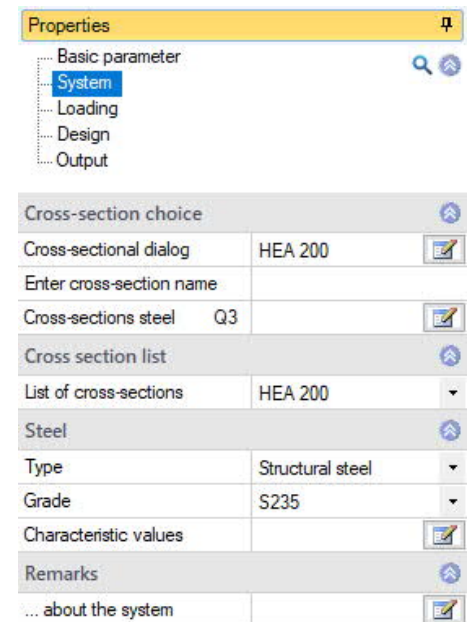 Properties
Basic parameter
System
Loading
Design
Output
Cross-section choice
Cross-sectional dialog HEA 200
Enter cross-section name
Cross-sections steel Q3
Cross section list
List of cross-sections HEA 200
Steel
Type Structural steel
Grade S235
Characteristic values
Remarks
... about the system